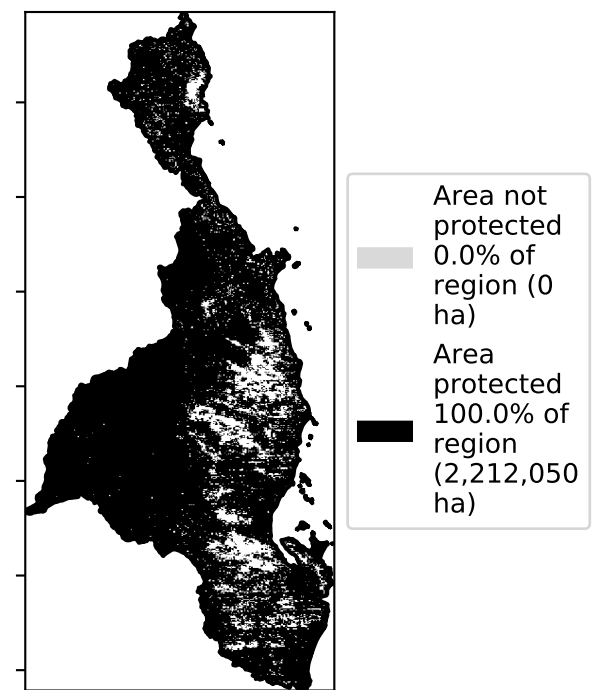 Area not
protected
0.0% of
region (0
ha)
Area
protected
100.0% of
region
(2,212,050
ha)